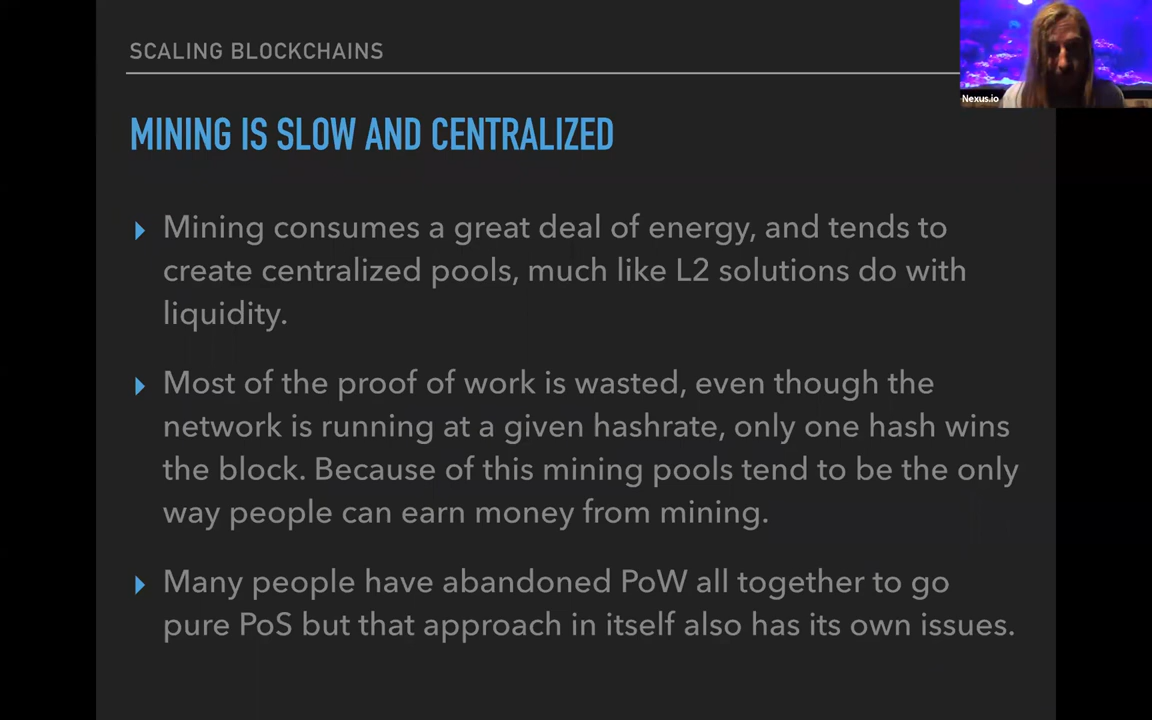 SCALING BLOCKCHAINS
Nexus.io
MINING IS SLOW AND CENTRALIZED
Mining consumes a great deal of energy, and tends to
create centralized pools, much like L2 solutions do with
liquidity.
Most of the proof of work is wasted, even though the
network is running at a given hashrate, only one hash wins
the block. Because of this mining pools tend to be the only
way people can earn money from mining.
Many people have abandoned PoW all together to go
pure PoS but that approach in itself also has its own issues.